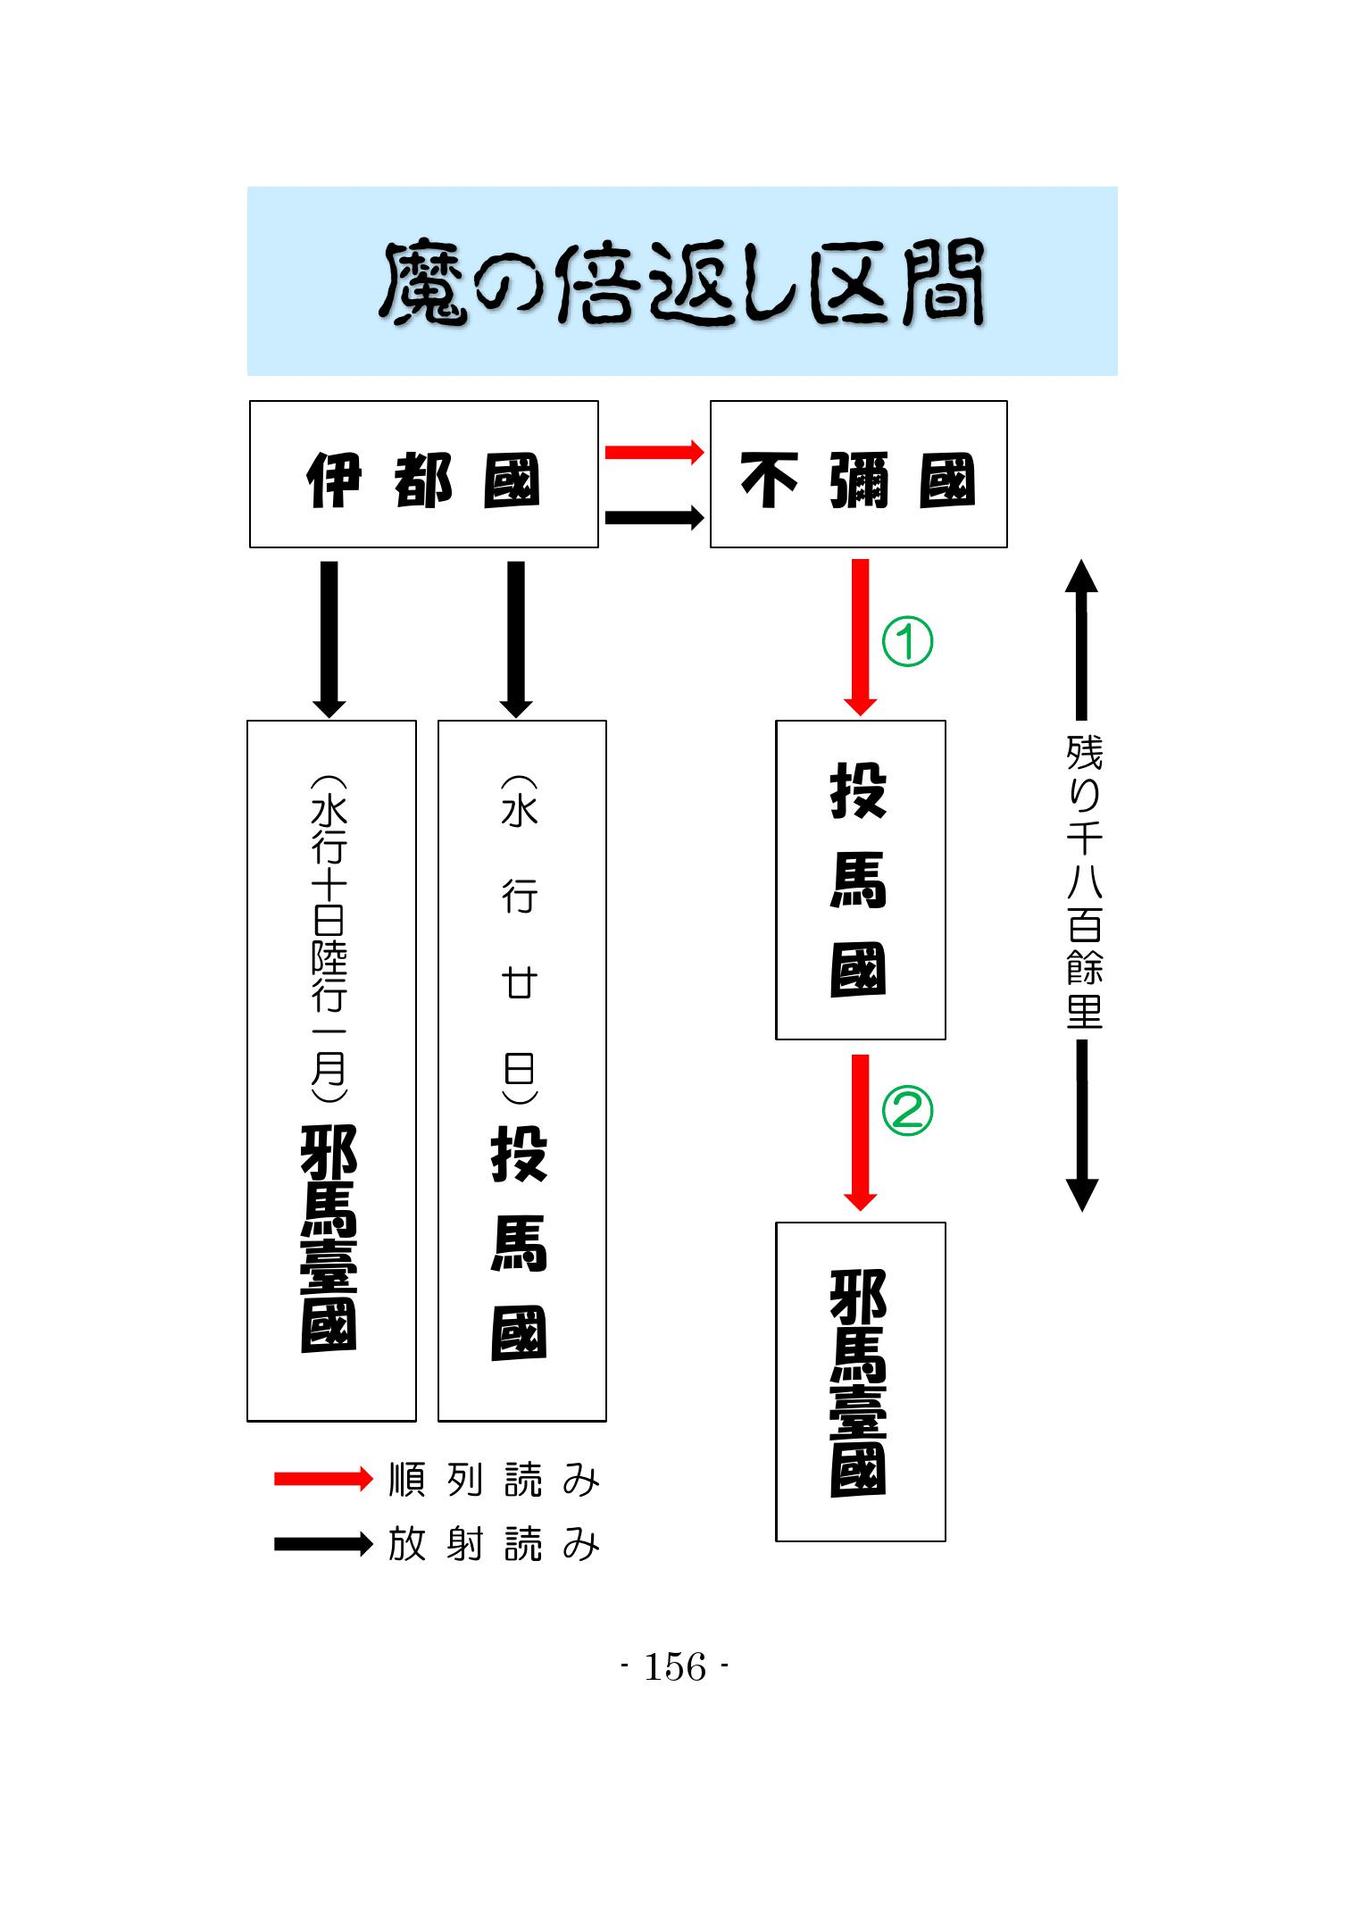 魔の倍返し区間
伊都國
不彌國
①
投馬國
②
邪馬臺國
残り千八百餘里
(水行廿日)投馬國
(水行十日陸行一月)邪馬臺國
順列読み
放射読み
- 156 -